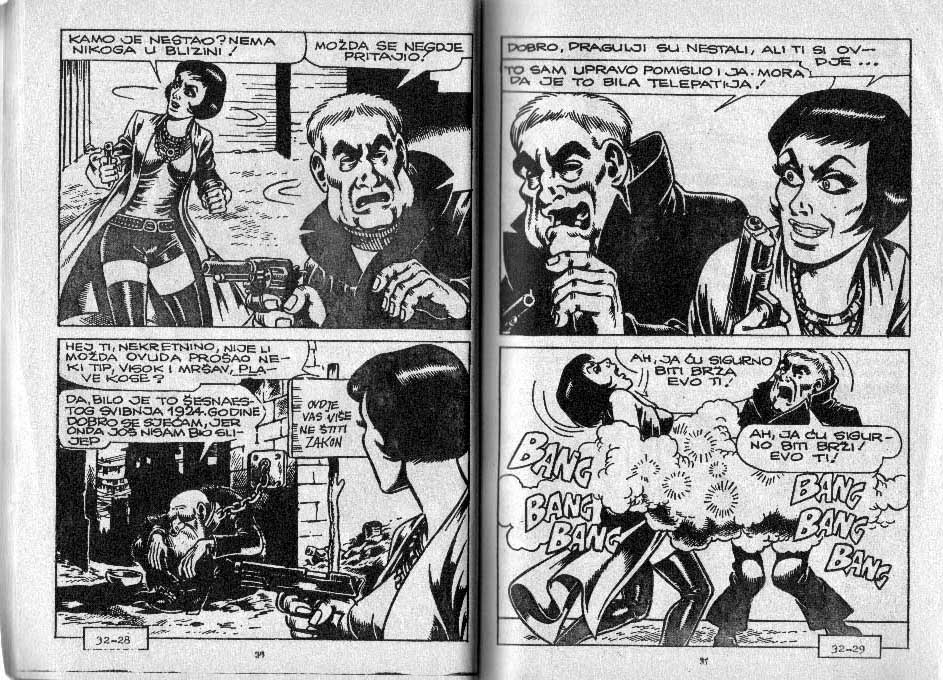 KAMO JE NESTAO? NEMA
NIKOGA U BLIZINI!
MOŽDA SE NEGDJE
PRITAJIO!
HEJ TI, NEKRETNINO, NIJE LI
MOŽDA OVUDA PROŠAO NE-
KI TIP, VISOK I MRŠAV, PLA-
VE KOSE?
DA, BILO JE TO ŠESNAES-
TOG SVIBNJA 1924. GODINE
DOBRO SE SJEĆAM, JER
ONDA JOŠ NISAM BIO SLI-
JEP
OVDJE
VAS VIŠE
NE ŠTITI
ZAKON
32-28
DOBRO, DRAGULJI SU NESTALI, ALI TI SI OV-
DJE ...
TO SAM UPRAVO POMISLIO I JA. MORA
DA JE TO BILA TELEPATIJA!
AH, JA ĆU SIGURNO
BITI BRŽA
EVO TI!
AH, JA ĆU SIGUR-
NO BITI BRŽI!
EVO TI!
BANG
BANG
BANG
BANG
BANG
BANG
32-29